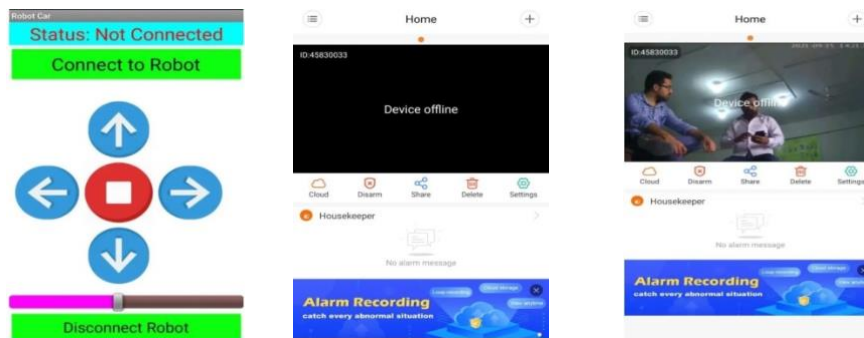 Robot Car
Status: Not Connected
Connect to Robot
Disconnect Robot
Home
ID:45830033
Device offline
Cloud Disarm Share Delete Settings
Housekeeper
No alarm message
Alarm Recording
catch every abnormal situation
Home
ID:45830033
Device offline
Cloud Disarm Share Delete Settings
Housekeeper
No alarm message
Alarm Recording
catch every abnormal situation